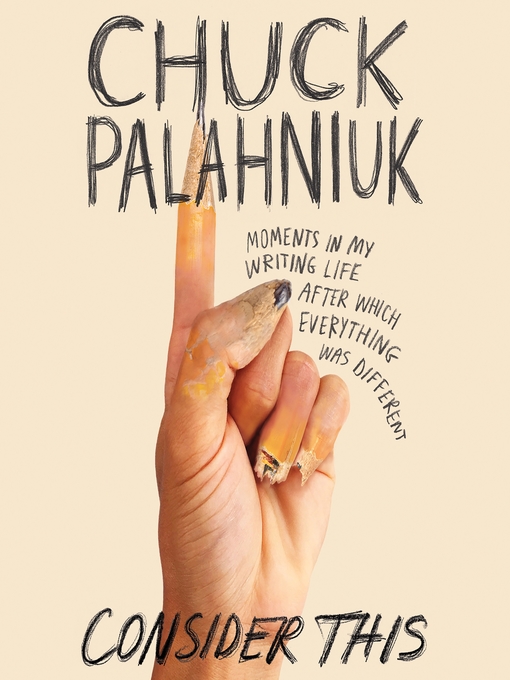 CHUCK
PALAHNIUK
MOMENTS IN MY
WRITING LIFE
AFTER WHICH
EVERYTHING
WAS DIFFERENT
CONSIDER THIS